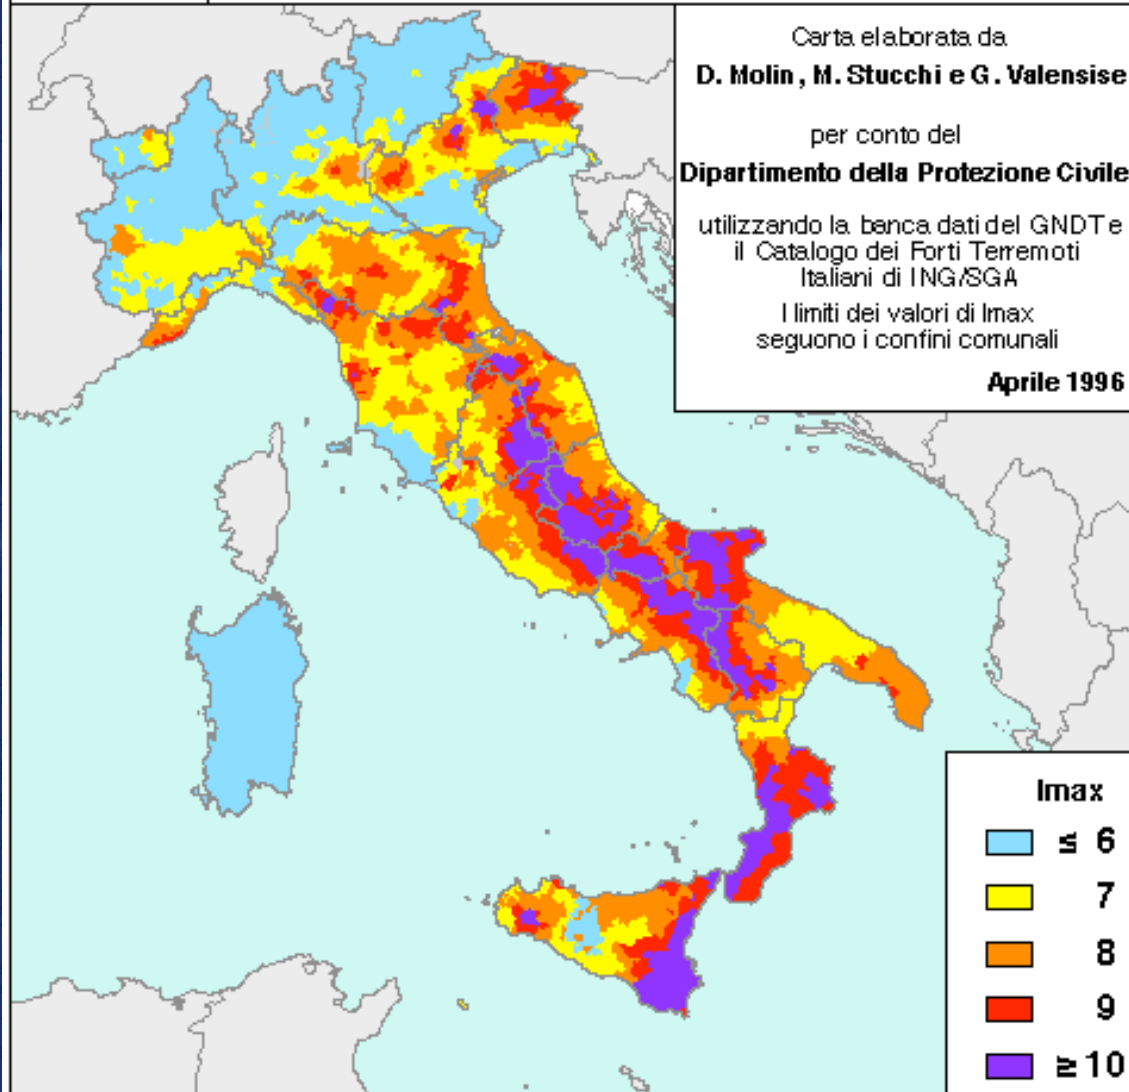 Carta elaborata da
D. Molin, M. Stucchi e G. Valensise
per conto del
Dipartimento della Protezione Civile
utilizzando la banca dati del GNDT e
il Catalogo dei Forti Terremoti
Italiani di ING/SGA
I limiti dei valori di Imax
seguono i confini comunali
Aprile 1996
Imax
≤ 6
7
8
9
≥ 10